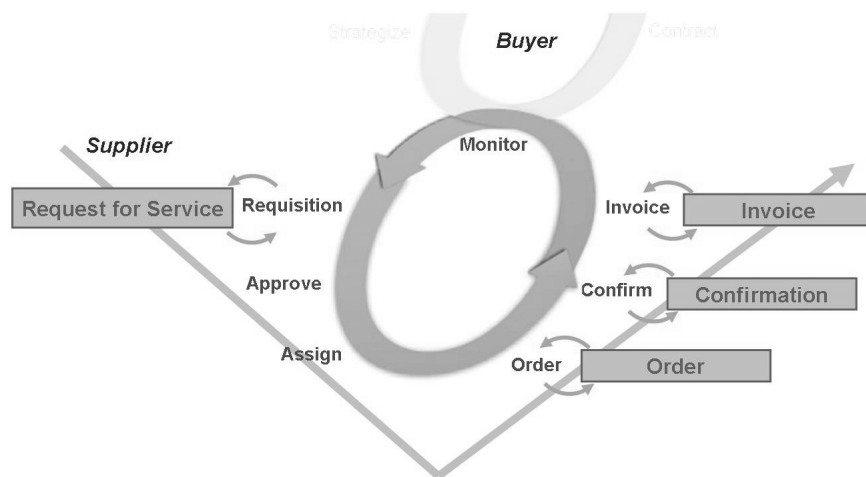 Strategize
Buyer
Contract
Supplier
Monitor
Request for Service
Requisition
Invoice
Invoice
Approve
Confirm
Confirmation
Assign
Order
Order